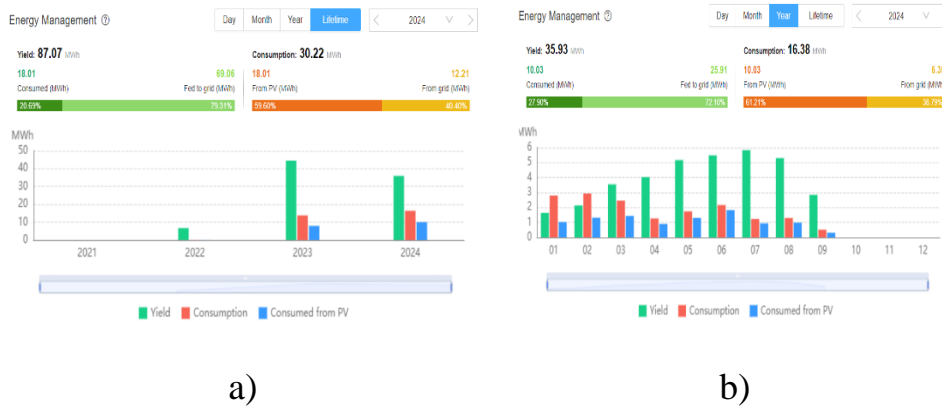 Energy Management ?
Day Month Year Lifetime
< 2024 >
Yield: 87.07 MWh
Consumption: 30.22 MWh
18.01 69.06
18.01 12.21
Consumed (MWh) Fed to grid (MWh)
From PV (MWh) From grid (MWh)
20.69% 79.31%
59.60% 40.40%
MWh
50
40
30
20
10
0
2021 2022 2023 2024
Yield Consumption Consumed from PV
a)
Energy Management ?
Day Month Year Lifetime
< 2024
Yield: 35.93 MWh
Consumption: 16.38 MWh
10.03 25.91
10.03
Consumed (MWh) Fed to grid (MWh)
From PV (MWh) From grid (MWh
27.90% 72.10%
61.21%
MWh
6
5
4
3
2
1
0
01 02 03 04 05 06 07 08 09 10 11 12
Yield Consumption Consumed from PV
b)